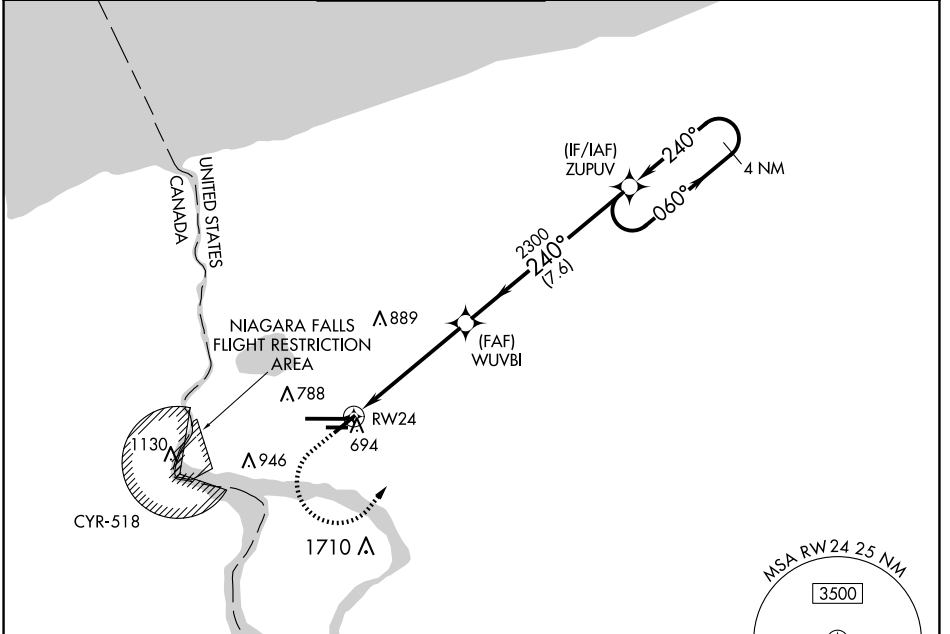 240°
4 NM
(IF/IAF)
ZUPUV
060°
UNITED STATES
CANADA
2300
240°
(7.6)
889
NIAGARA FALLS
FLIGHT RESTRICTION
AREA
(FAF)
WUVBI
788
RW24
694
1130
946
CYR-518
1710
MSA RW24 25 NM
3500